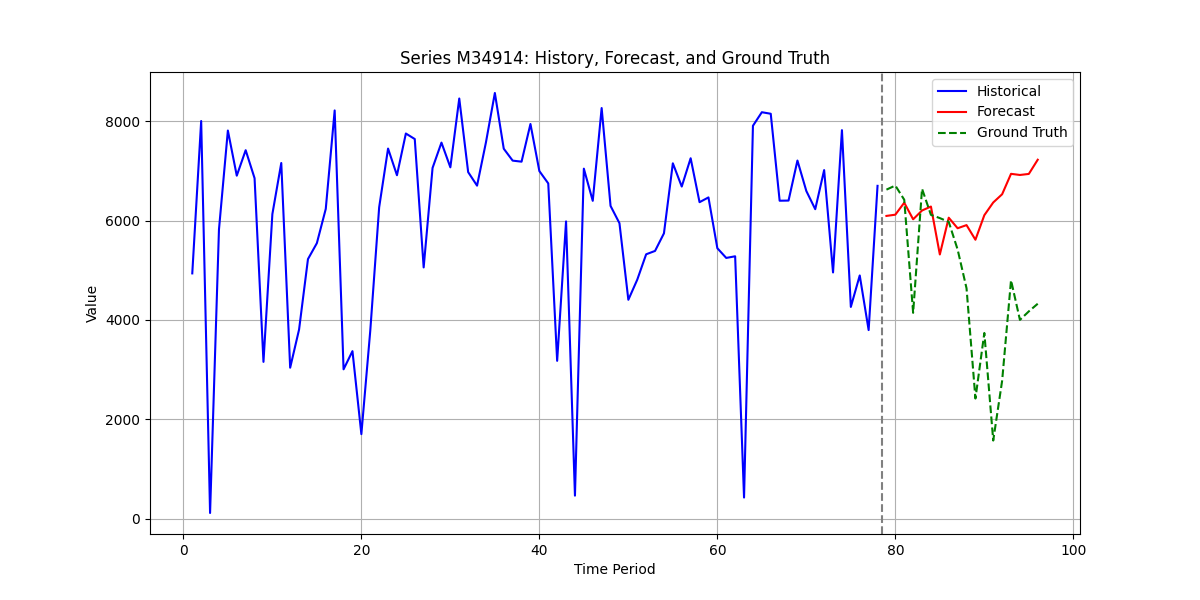 Series M34914: History, Forecast, and Ground Truth
Historical
Forecast
Ground Truth
Value
8000
6000
4000
2000
0
0 20 40 60 80 100
Time Period